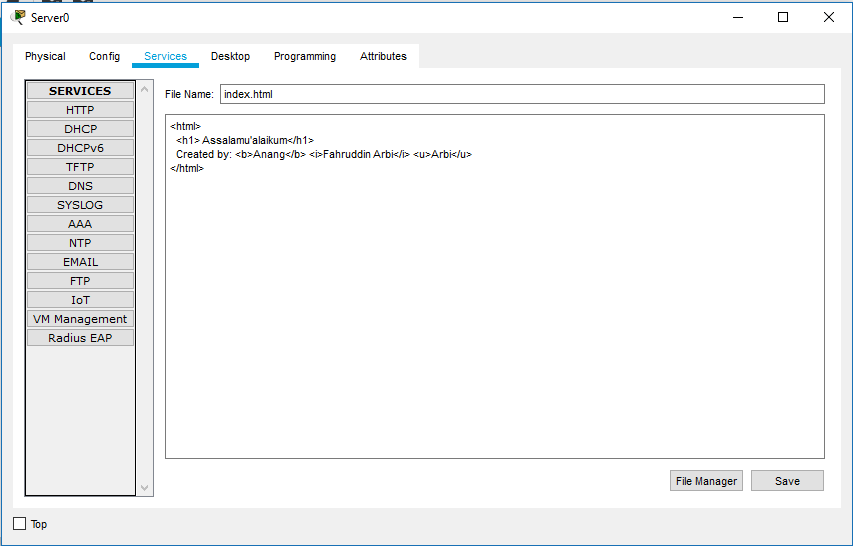 Server0
Physical Config Services Desktop Programming Attributes
SERVICES
HTTP
DHCP
DHCPv6
TFTP
DNS
SYSLOG
AAA
NTP
EMAIL
FTP
IoT
VM Management
Radius EAP
File Name: index.html
<html>
<h1> Assalamu'alaikum</h1>
Created by: <b>Anang</b> <i>Fahruddin Arbi</i> <u>Arbi</u>
</html>
File Manager Save
Top